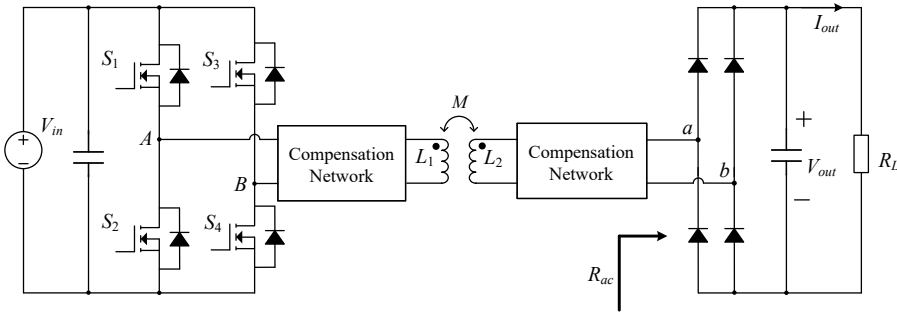 S1
S3
Iout
M
Vin
A
a
+
Compensation
Network
L1
L2
Compensation
Network
Vout
RL
B
b
−
S2
S4
Rac